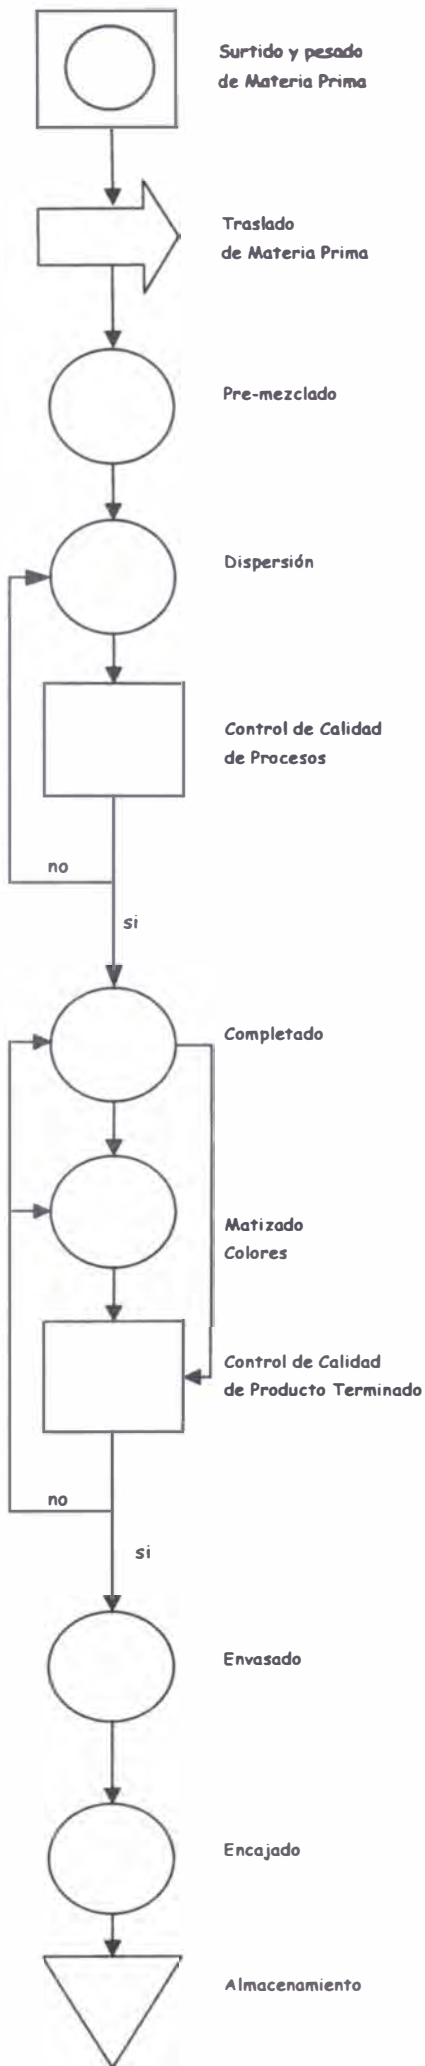 Surtido y pesado
de Materia Prima
Traslado
de Materia Prima
Pre-mezclado
Dispersión
Control de Calidad
de Procesos
no
si
Completado
Matizado
Colores
Control de Calidad
de Producto Terminado
no
si
Envasado
Encajado
Almacenamiento